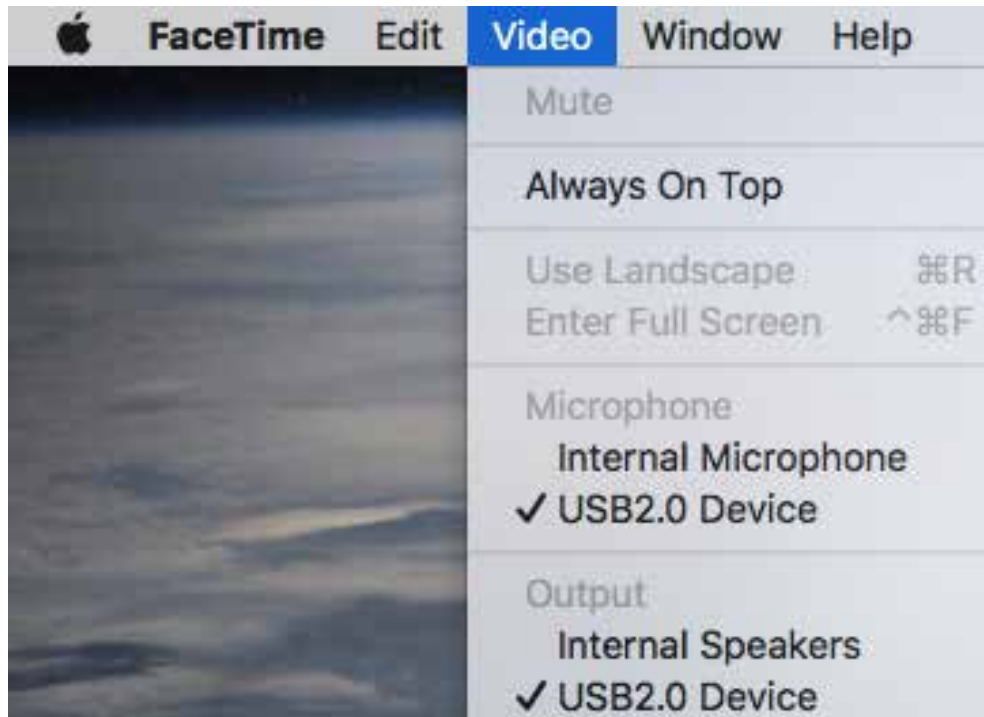 FaceTime Edit Video Window Help
Mute
Always On Top
Use Landscape ⌘R
Enter Full Screen ^⌘F
Microphone
Internal Microphone
✓ USB2.0 Device
Output
Internal Speakers
✓ USB2.0 Device